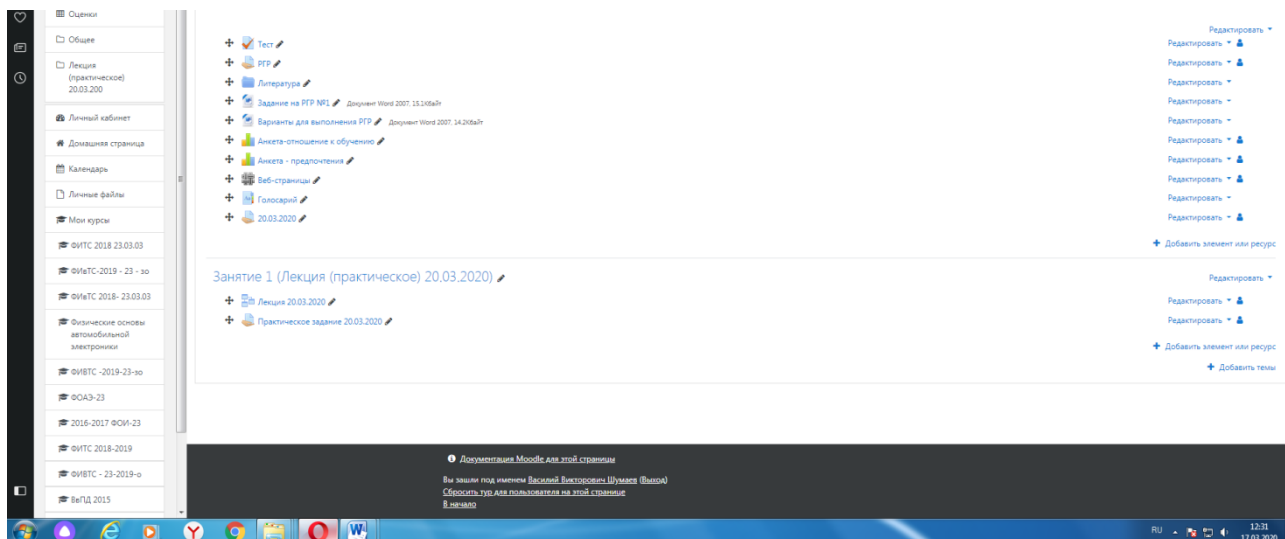 Оценки
Общее
Лекция
(практическое)
20.03.200
Личный кабинет
Домашняя страница
Календарь
Личные файлы
Мои курсы
ФИТС 2018 23.03.03
ФИвТС-2019 - 23 - зо
ФИвТС 2018- 23.03.03
Физические основы
автомобильной
электроники
ФИВТС -2019-23-зо
ФОАЭ-23
2016-2017 ФОИ-23
ФИТС 2018-2019
ФИВТС - 23-2019-о
ВвПД 2015
Редактировать
Тест Редактировать
РГР Редактировать
Литература Редактировать
Задание на РГР №1 Документ Word 2007, 15.1Кбайт Редактировать
Варианты для выполнения РГР Документ Word 2007, 14.2Кбайт Редактировать
Анкета-отношение к обучению Редактировать
Анкета - предпочтения Редактировать
Веб-страницы Редактировать
Голосарий Редактировать
20.03.2020 Редактировать
Добавить элемент или ресурс
Занятие 1 (Лекция (практическое) 20,03,2020) Редактировать
Лекция 20.03.2020 Редактировать
Практическое задание 20.03.2020 Редактировать
Добавить элемент или ресурс
Добавить темы
Документация Moodle для этой страницы
Вы зашли под именем Василий Викторович Шумаев (Выход)
Сбросить тур для пользователя на этой странице
В начало
RU 12:31
17.03.2020